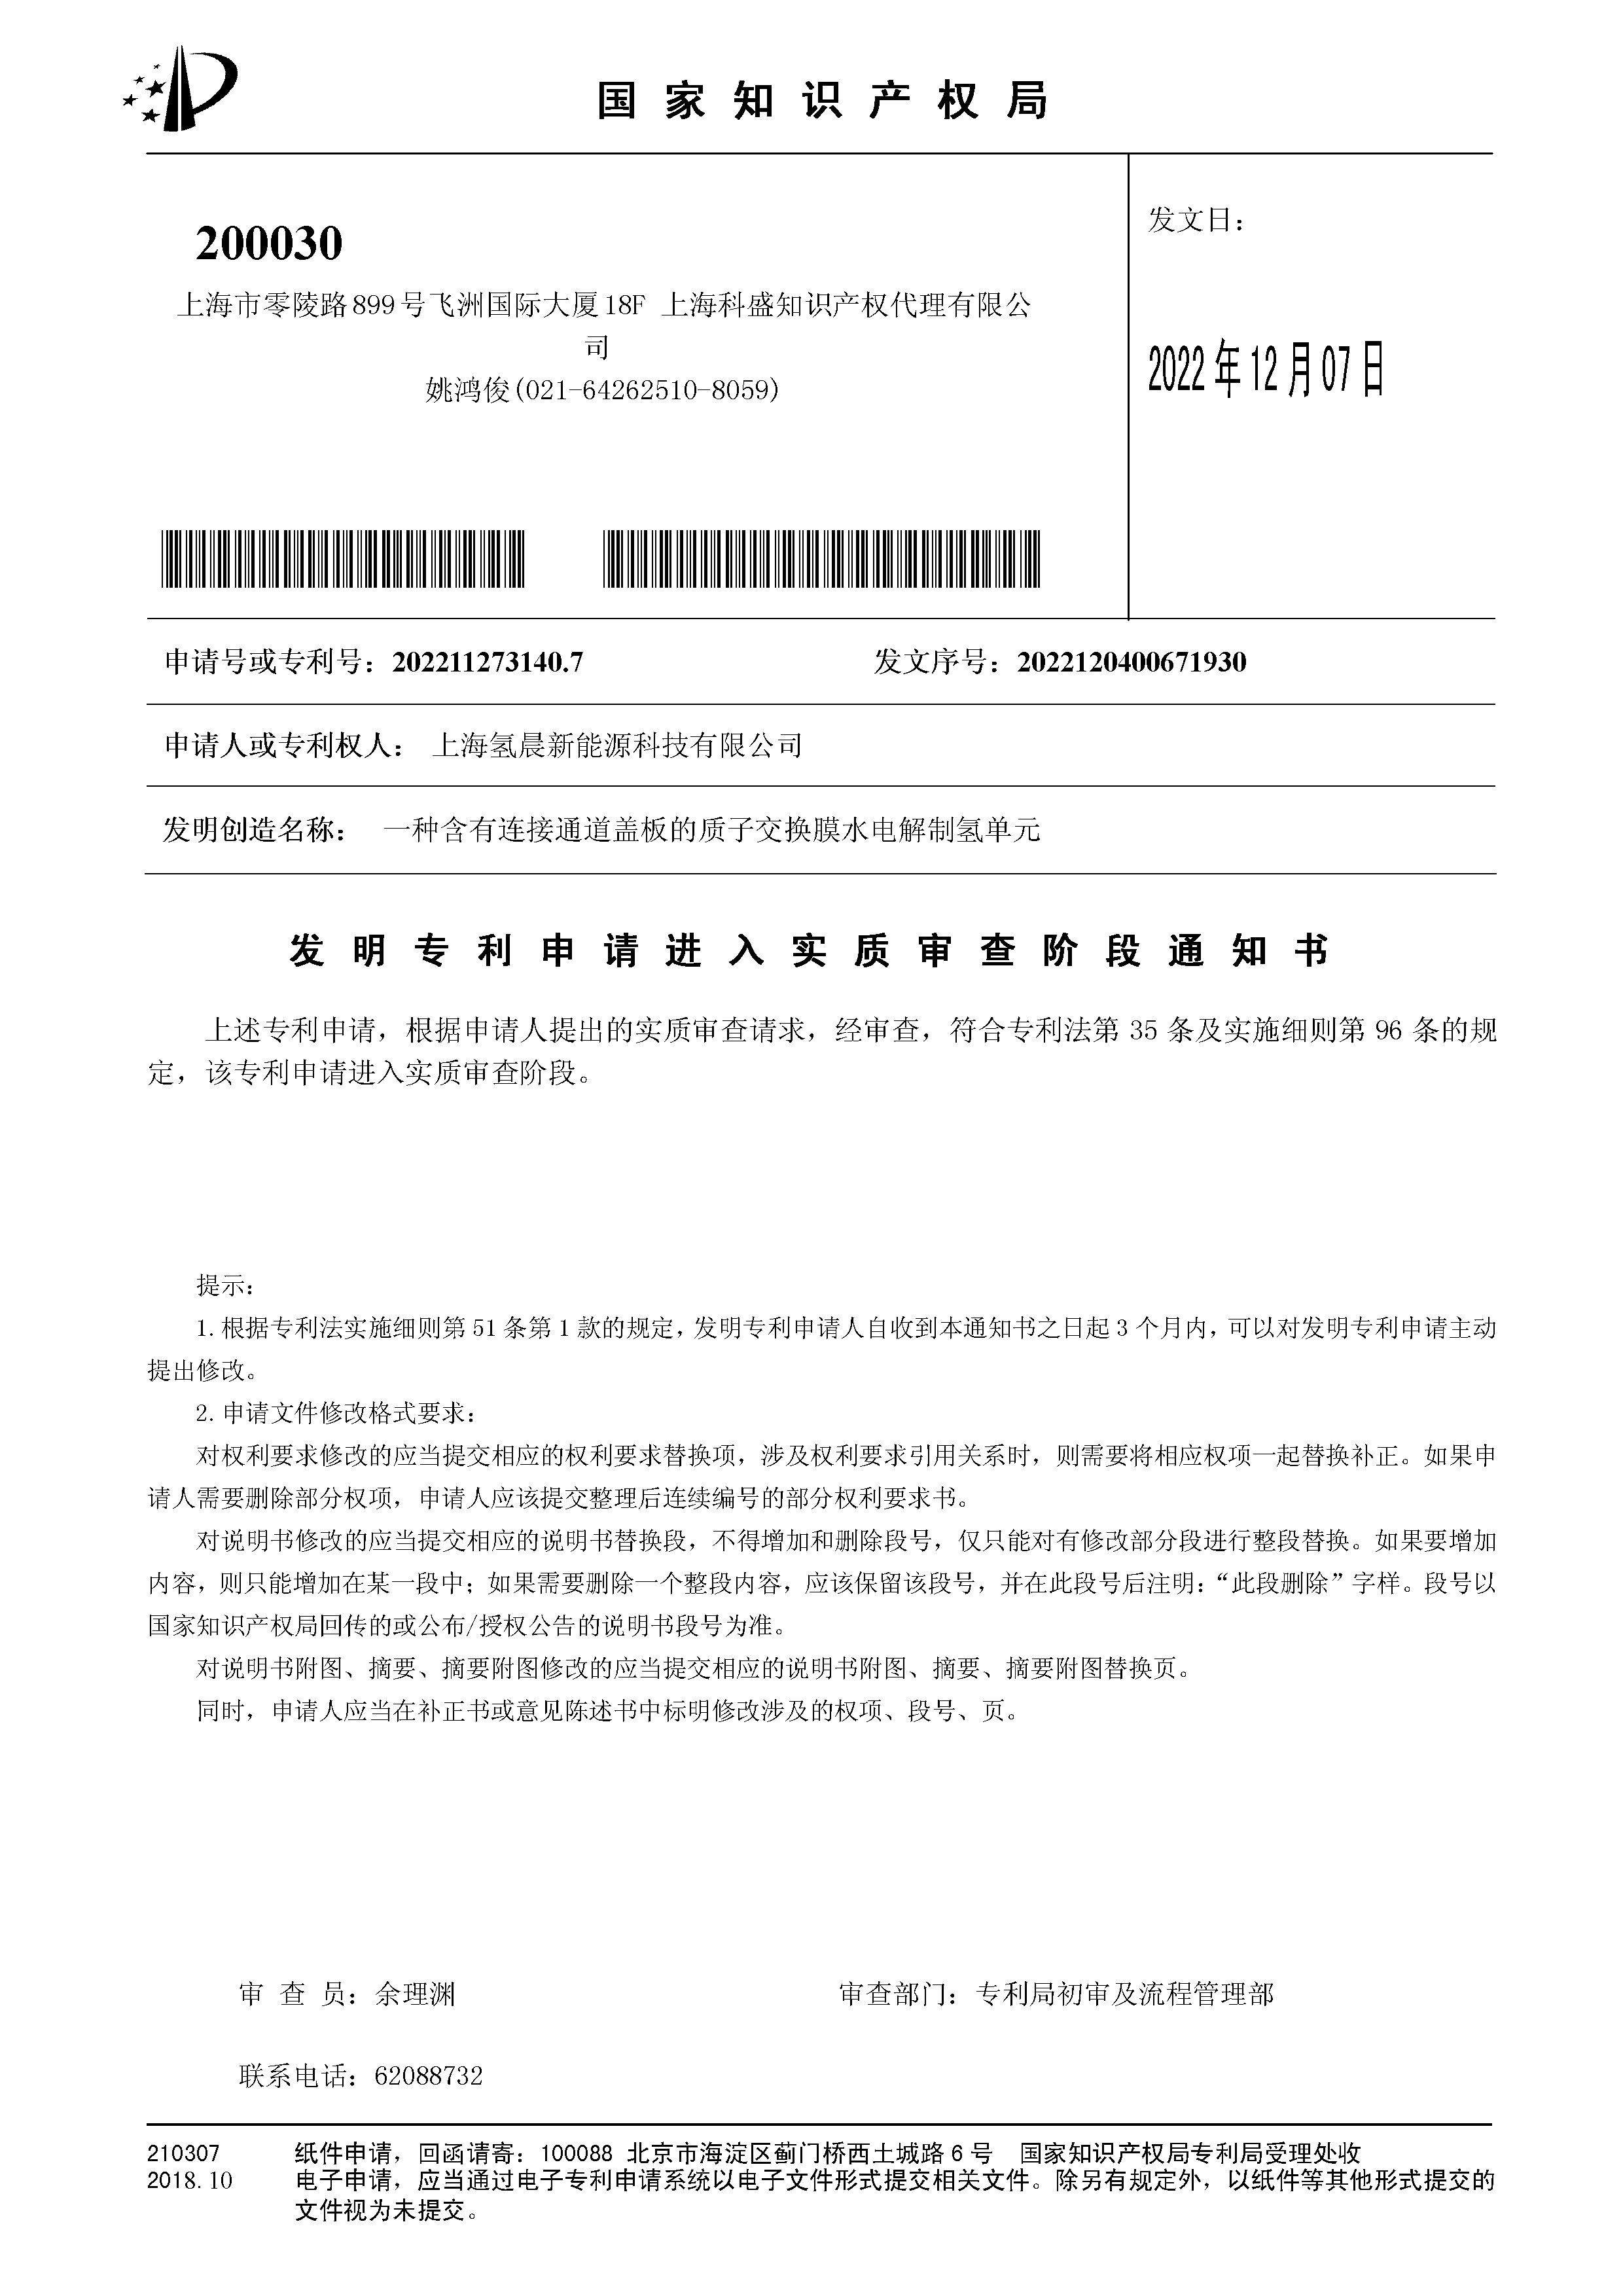 国家知识产权局
200030
发文日：
上海市零陵路899号飞洲国际大厦18F 上海科盛知识产权代理有限公
司
姚鸿俊(021-64262510-8059)
2022年12月07日
申请号或专利号：202211273140.7 发文序号：2022120400671930
申请人或专利权人： 上海氢晨新能源科技有限公司
发明创造名称： 一种含有连接通道盖板的质子交换膜水电解制氢单元
发明专利申请进入实质审查阶段通知书
上述专利申请，根据申请人提出的实质审查请求，经审查，符合专利法第 35 条及实施细则第 96 条的规
定，该专利申请进入实质审查阶段。
提示：
1.根据专利法实施细则第51条第1款的规定，发明专利申请人自收到本通知书之日起3个月内，可以对发明专利申请主动
提出修改。
2.申请文件修改格式要求：
对权利要求修改的应当提交相应的权利要求替换项，涉及权利要求引用关系时，则需要将相应权项一起替换补正。如果申
请人需要删除部分权项，申请人应该提交整理后连续编号的部分权利要求书。
对说明书修改的应当提交相应的说明书替换段，不得增加和删除段号，仅只能对有修改部分段进行整段替换。如果要增加
内容，则只能增加在某一段中；如果需要删除一个整段内容，应该保留该段号，并在此段号后注明：“此段删除”字样。段号以
国家知识产权局回传的或公布/授权公告的说明书段号为准。
对说明书附图、摘要、摘要附图修改的应当提交相应的说明书附图、摘要、摘要附图替换页。
同时，申请人应当在补正书或意见陈述书中标明修改涉及的权项、段号、页。
审 查 员：余理渊 审查部门：专利局初审及流程管理部
联系电话：62088732
210307 纸件申请，回函请寄：100088 北京市海淀区蓟门桥西土城路6号 国家知识产权局专利局受理处收
2018.10 电子申请，应当通过电子专利申请系统以电子文件形式提交相关文件。除另有规定外，以纸件等其他形式提交的
文件视为未提交。